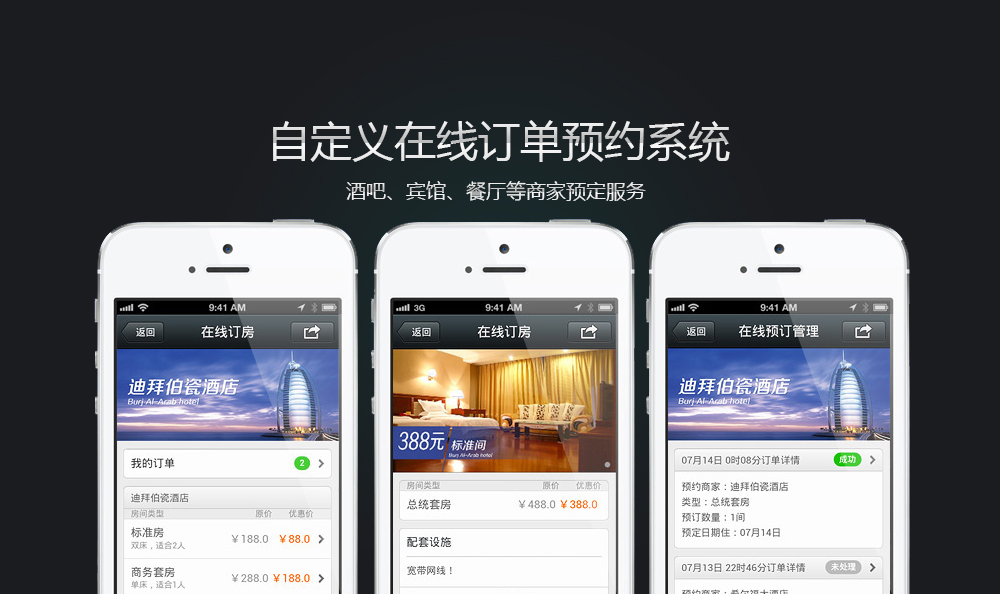 自定义在线订单预约系统
酒吧、宾馆、餐厅等商家预定服务
9:41 AM
返回
在线订房
迪拜伯瓷酒店
Burj Al-Arab hotel
我的订单
2
迪拜伯瓷酒店
房间类型 原价 优惠价
标准房
双床，适合2人
￥188.0 ￥88.0
商务套房
单床，适合1人
￥288.0 ￥188.0
3G 9:41 AM
返回
在线订房
388元 标准间
Burj Al-Arab hotel
房间类型 原价 优惠价
总统套房 ￥488.0 ￥388.0
配套设施
宽带网线！
9:41 AM
返回
在线预订管理
迪拜伯瓷酒店
Burj Al-Arab hotel
07月14日 0时08分订单详情 成功
预约商家：迪拜伯瓷酒店
类型：总统套房
预订数量：1间
预定日期住：07月14日
07月13日 22时46分订单详情 未处理
预约商家：希尔福大酒店